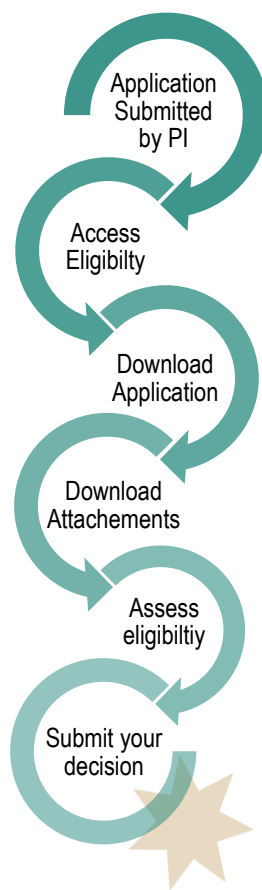 Application
Submitted
by PI
Access
Eligibilty
Download
Application
Download
Attachements
Assess
eligibiltiy
Submit your
decision